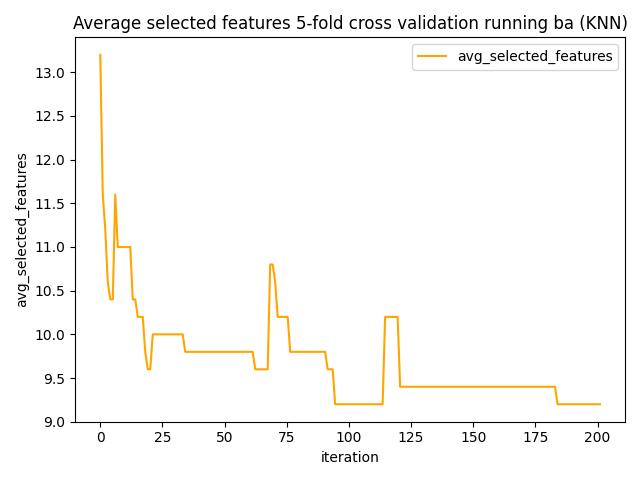 Average selected features 5-fold cross validation running ba (KNN)
avg_selected_features
avg_selected_features
13.0
12.5
12.0
11.5
11.0
10.5
10.0
9.5
9.0
0 25 50 75 100 125 150 175 200
iteration